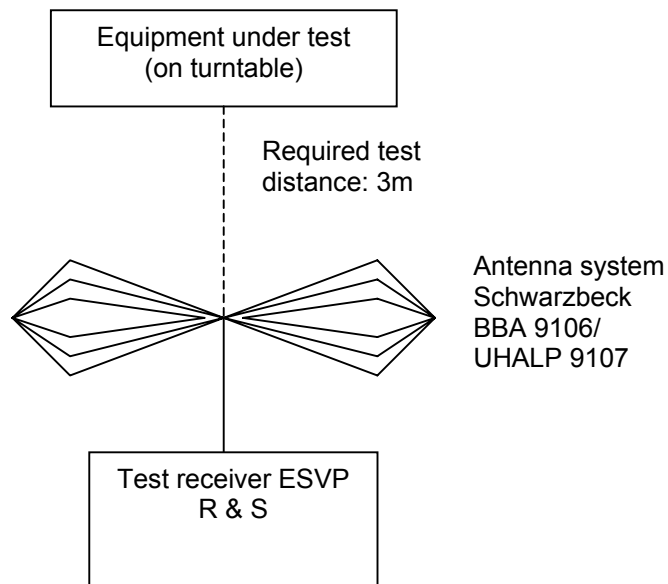 Equipment under test
(on turntable)
Required test
distance: 3m
Antenna system
Schwarzbeck
BBA 9106/
UHALP 9107
Test receiver ESVP
R & S